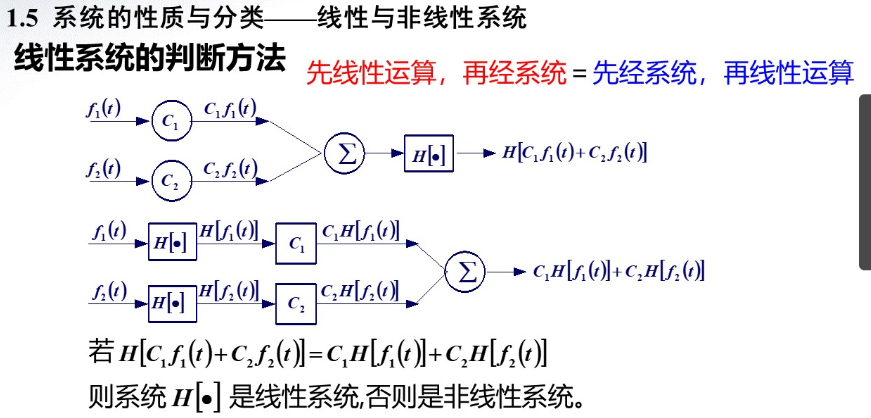 1.5 系统的性质与分类——线性与非线性系统
线性系统的判断方法
先线性运算，再经系统 = 先经系统，再线性运算
f₁(t) C₁ C₁f₁(t)
f₂(t) C₂ C₂f₂(t)
Σ H[•] H[C₁f₁(t)+C₂f₂(t)]
f₁(t) H[•] H[f₁(t)] C₁ C₁H[f₁(t)]
f₂(t) H[•] H[f₂(t)] C₂ C₂H[f₂(t)]
Σ C₁H[f₁(t)]+C₂H[f₂(t)]
若 H[C₁f₁(t)+C₂f₂(t)]=C₁H[f₁(t)]+C₂H[f₂(t)]
则系统 H[•] 是线性系统,否则是非线性系统。